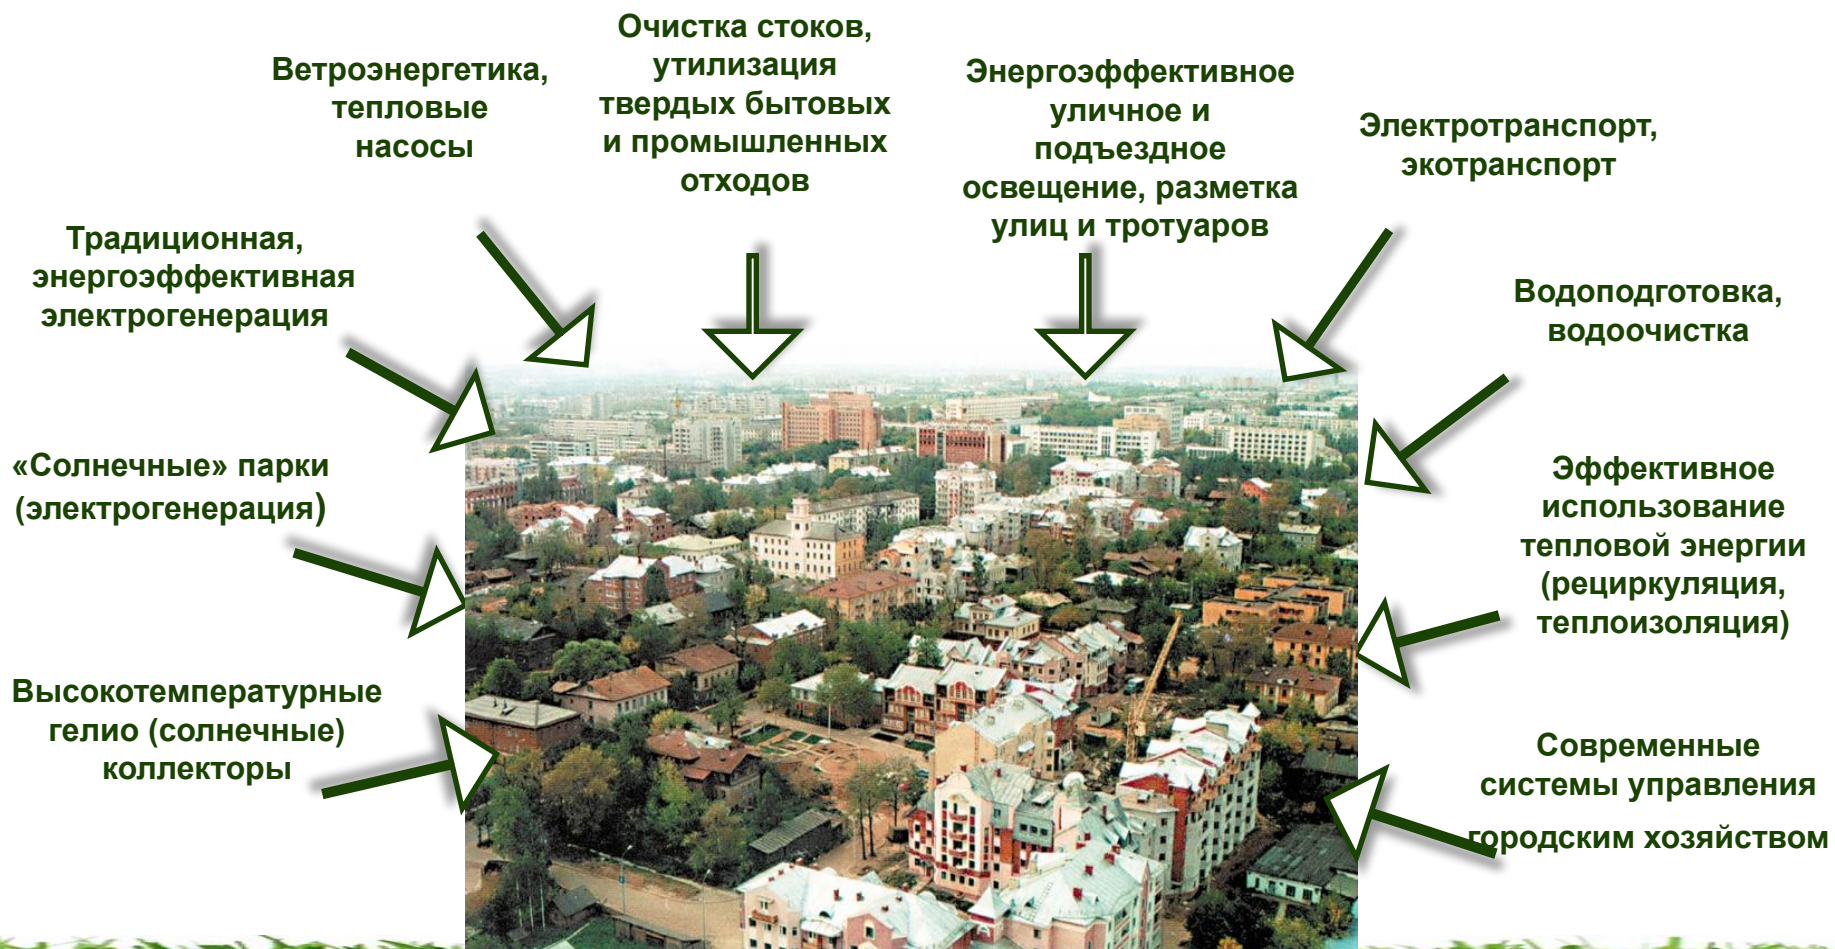 Очистка стоков,
утилизация
твердых бытовых
и промышленных
отходов
Ветроэнергетика,
тепловые
насосы
Энергоэффективное
уличное и
подъездное
освещение, разметка
улиц и тротуаров
Электротранспорт,
экотранспорт
Традиционная,
энергоэффективная
электрогенерация
Водоподготовка,
водоочистка
«Солнечные» парки
(электрогенерация)
Эффективное
использование
тепловой энергии
(рециркуляция,
теплоизоляция)
Высокотемпературные
гелио (солнечные)
коллекторы
Современные
системы управления
городским хозяйством